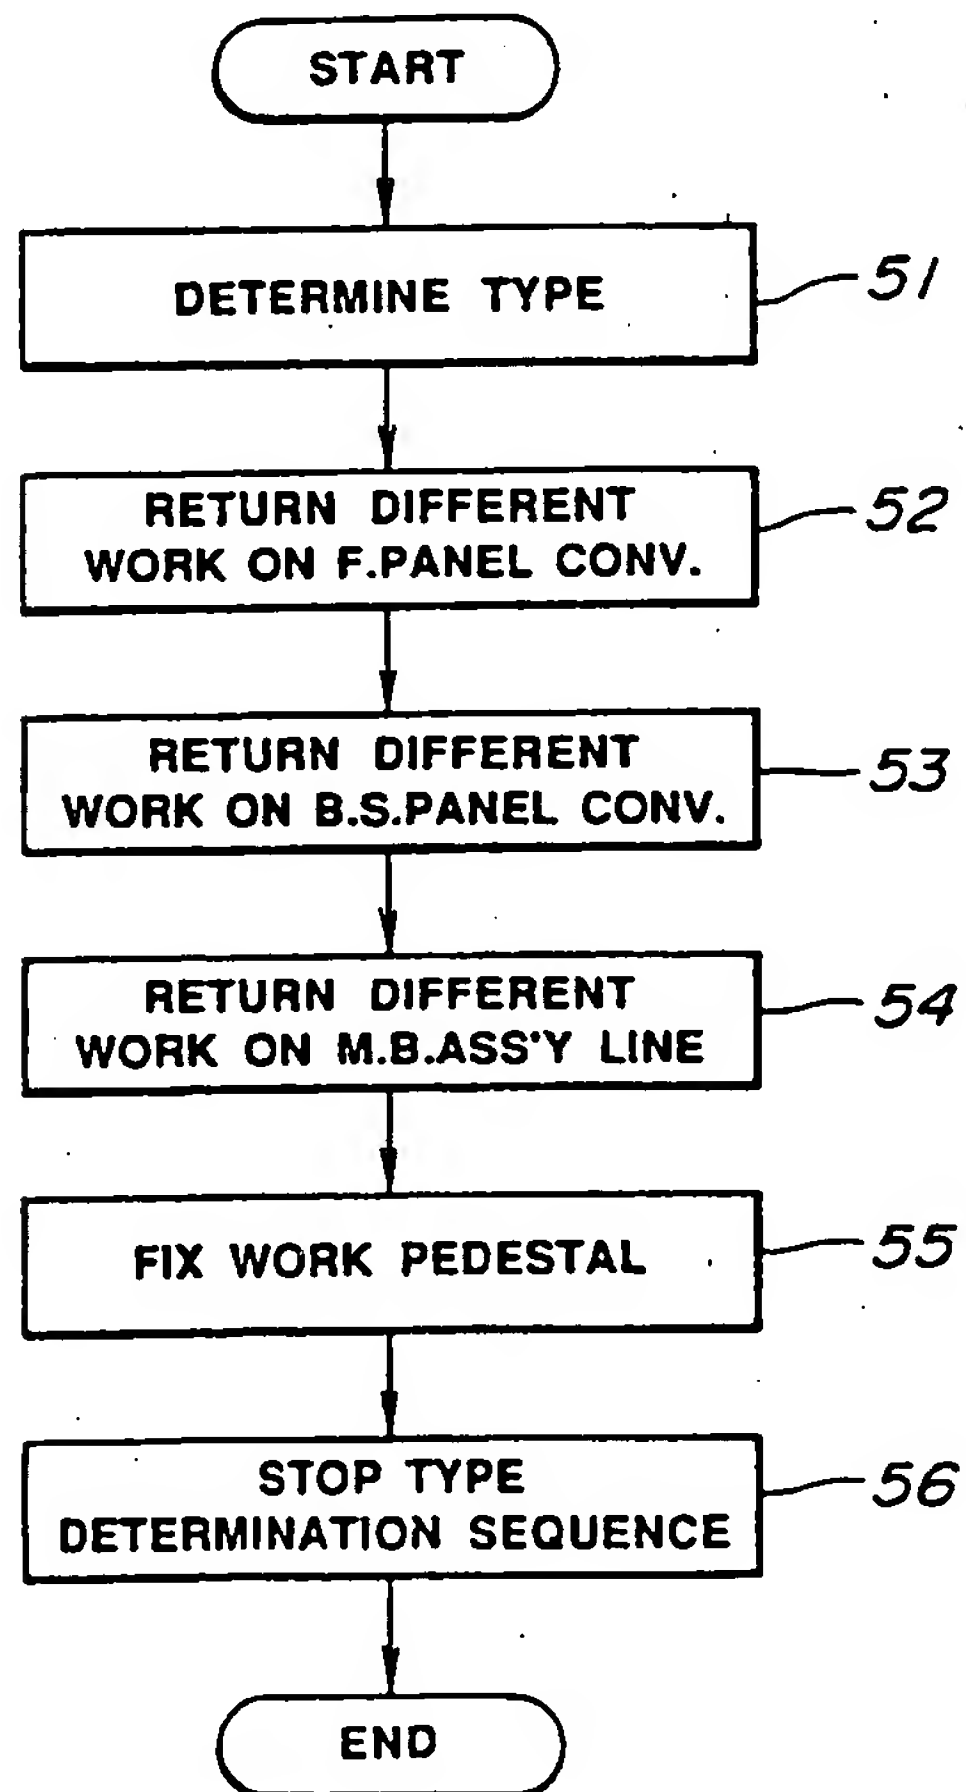 START
DETERMINE TYPE
51
RETURN DIFFERENT
WORK ON F.PANEL CONV.
52
RETURN DIFFERENT
WORK ON B.S.PANEL CONV.
53
RETURN DIFFERENT
WORK ON M.B.ASS'Y LINE
54
FIX WORK PEDESTAL
55
STOP TYPE
DETERMINATION SEQUENCE
56
END